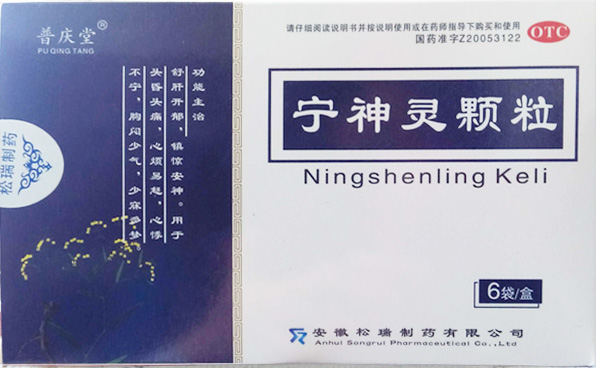 普庆堂®
PU QING TANG
松瑞制药
功能主治
舒肝开郁,镇惊安神。用于
头昏头痛,心烦易怒,心悸
不宁,胸闷少气,少寐多梦
请仔细阅读说明书并按说明使用或在药师指导下购买和使用
国药准字Z20053122
OTC
宁神灵颗粒
Ningshenling Keli
6袋/盒
安徽松瑞制药有限公司
Anhui Songrui Pharmaceutical Co.,Ltd